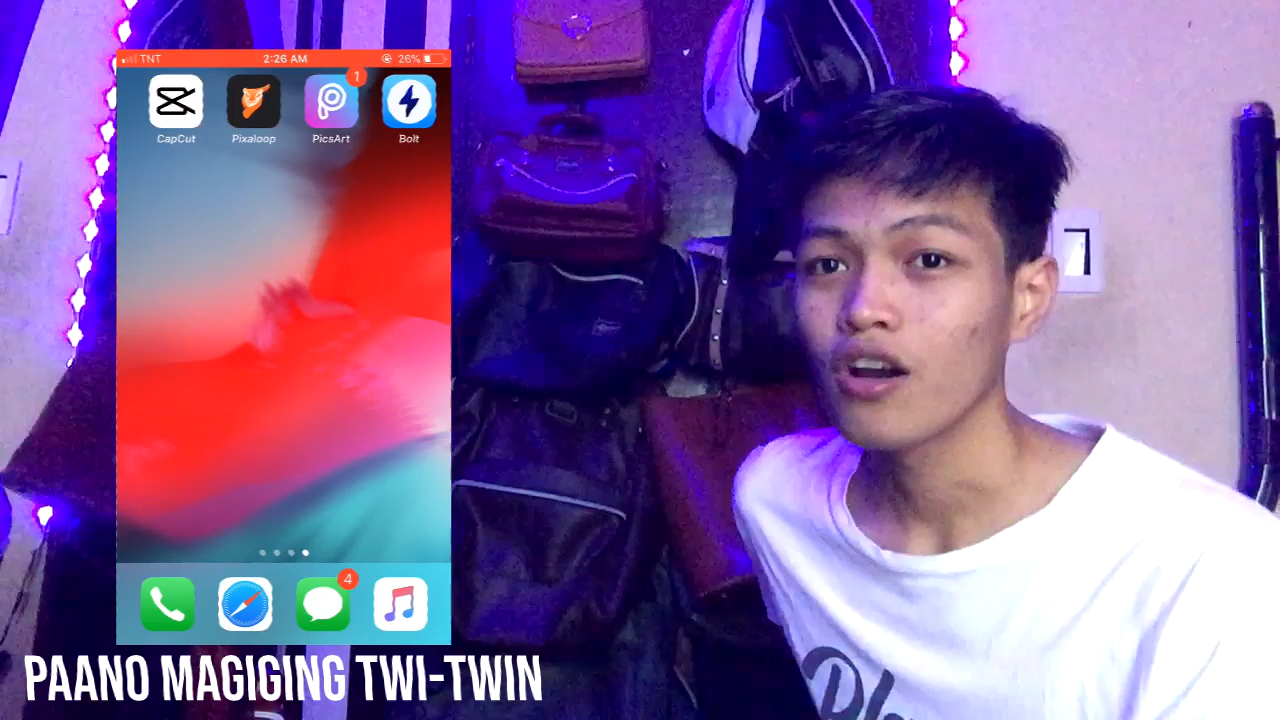 TNT 2:26 AM 26%
1
CapCut Pixaloop PicsArt Bolt
4
PAANO MAGIGING TWI-TWIN